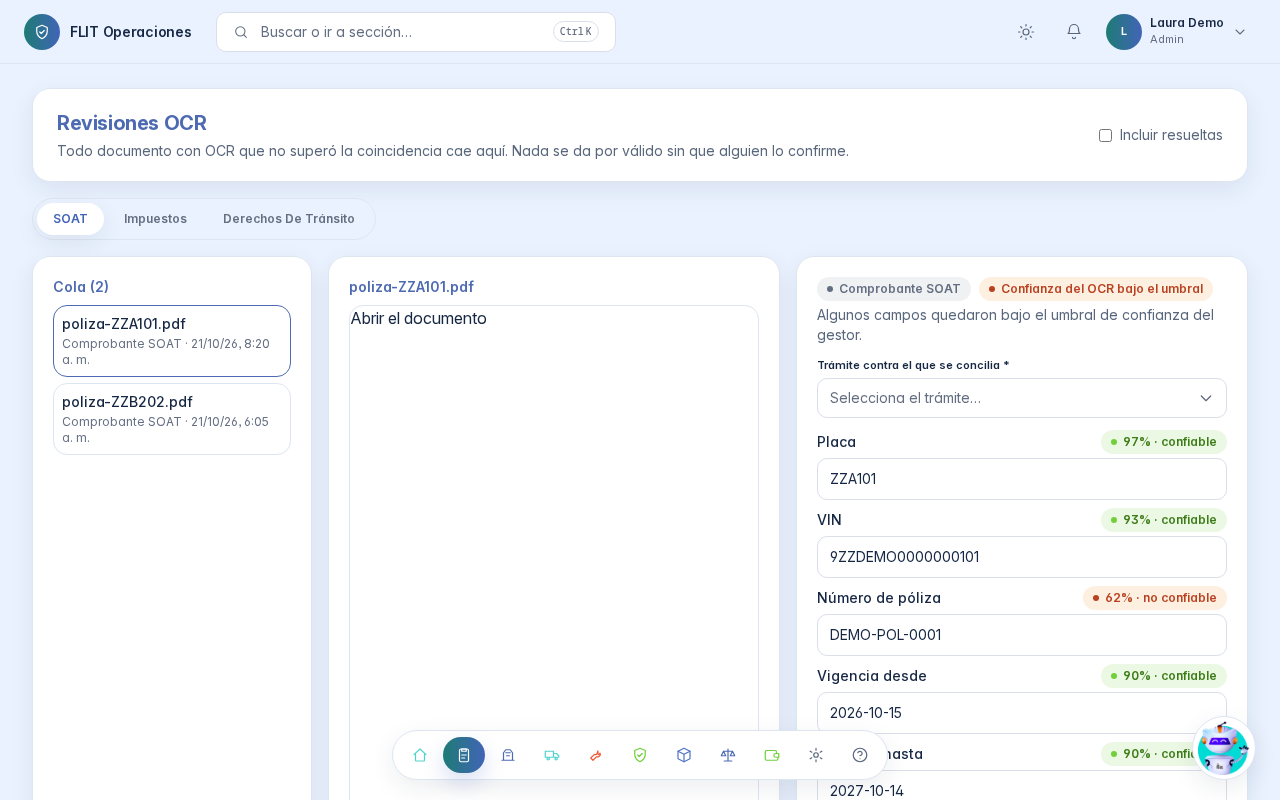 FLIT Operaciones
Buscar o ir a sección…
Ctrl K
L
Laura Demo
Admin
Revisiones OCR
Todo documento con OCR que no superó la coincidencia cae aquí. Nada se da por válido sin que alguien lo confirme.
Incluir resueltas
SOAT
Impuestos
Derechos De Tránsito
Cola (2)
poliza-ZZA101.pdf
Comprobante SOAT · 21/10/26, 8:20
a. m.
poliza-ZZB202.pdf
Comprobante SOAT · 21/10/26, 6:05
a. m.
poliza-ZZA101.pdf
Abrir el documento
Comprobante SOAT
Confianza del OCR bajo el umbral
Algunos campos quedaron bajo el umbral de confianza del
gestor.
Trámite contra el que se concilia *
Selecciona el trámite…
Placa
97% · confiable
ZZA101
VIN
93% · confiable
9ZZDEMO0000000101
Número de póliza
62% · no confiable
DEMO-POL-0001
Vigencia desde
90% · confiable
2026-10-15
90% ·
2027-10-14